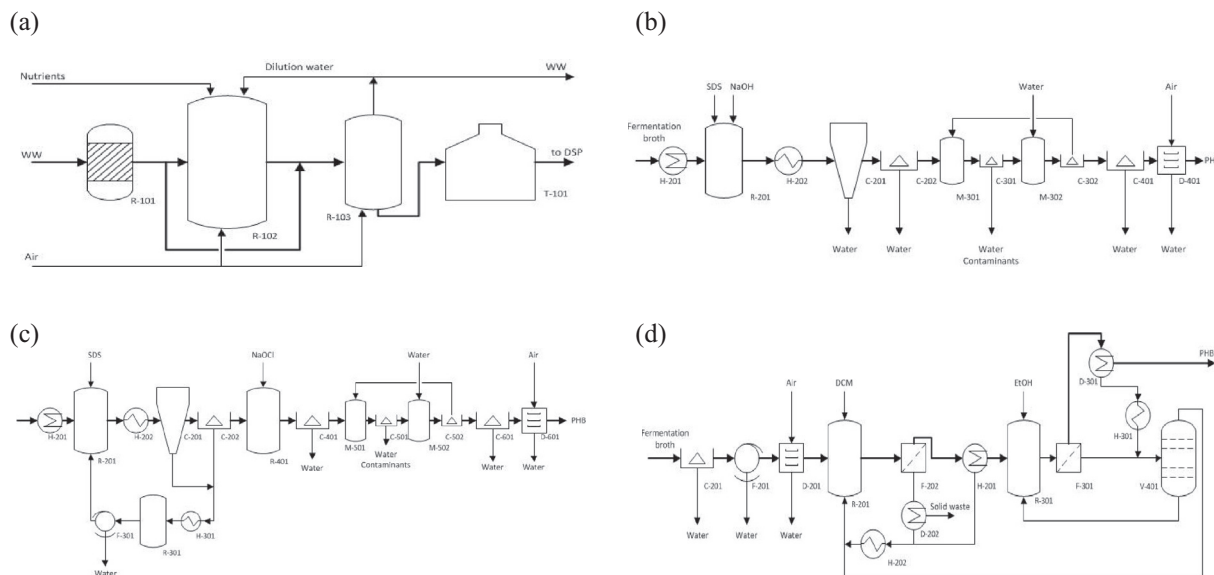 (a)
Nutrients
Dilution water
WW
WW
R-101
R-102
R-103
to DSP
T-101
Air
(b)
SDS NaOH
Water
Air
Fermentation
broth
H-201
R-201
H-202
C-201
C-202
M-301
C-301
M-302
C-302
C-401
D-401
Water
Water
Water
Contaminants
Water
Water
(c)
SDS
NaOCl
Water
Air
H-201
R-201
H-202
C-201
C-202
R-401
C-401
M-501
C-501
M-502
C-502
C-601
D-601
PHB
Water
Water
Contaminants
Water
Water
F-301
R-301
H-301
Water
(d)
PHB
D-301
Air
DCM
EtOH
H-301
Fermentation
broth
C-201
F-201
D-201
R-201
F-202
H-201
R-301
F-301
V-401
Solid waste
D-202
Water
Water
Water
H-202